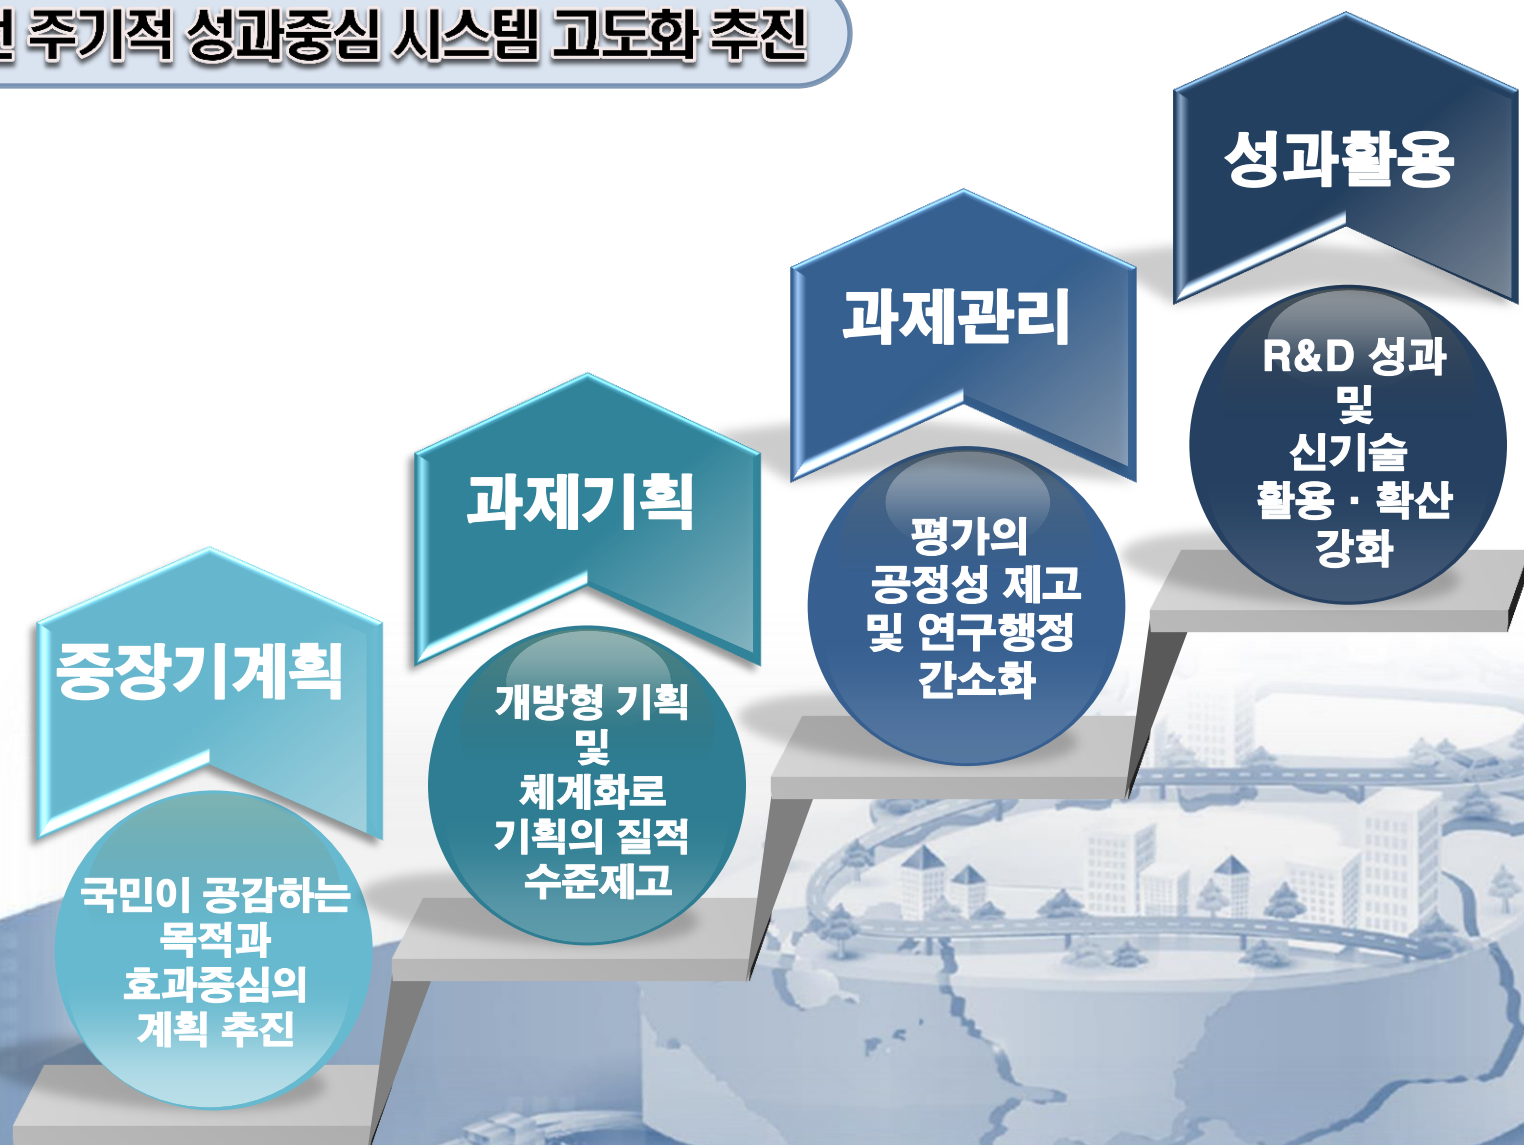 전 주기적 성과중심 시스템 고도화 추진
성과활용
R&D 성과
및
신기술
활용 · 확산
강화
과제관리
평가의
공정성 제고
및 연구행정
간소화
과제기획
개방형 기획
및
체계화로
기획의 질적
수준제고
중장기계획
국민이 공감하는
목적과
효과중심의
계획 추진